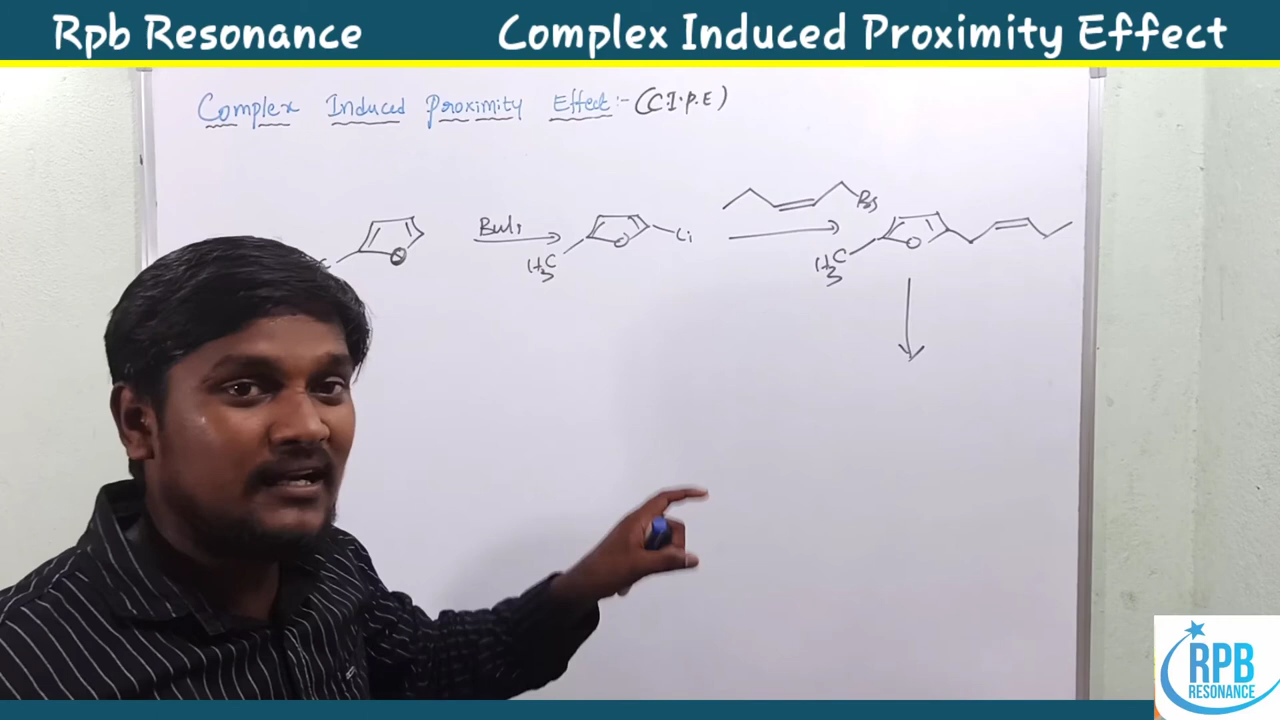 Rpb Resonance Complex Induced Proximity Effect
Complex Induced Proximity Effect:- (C.I.P.E)
BuLi
Li
H3C
Br
H3C
RPB
RESONANCE